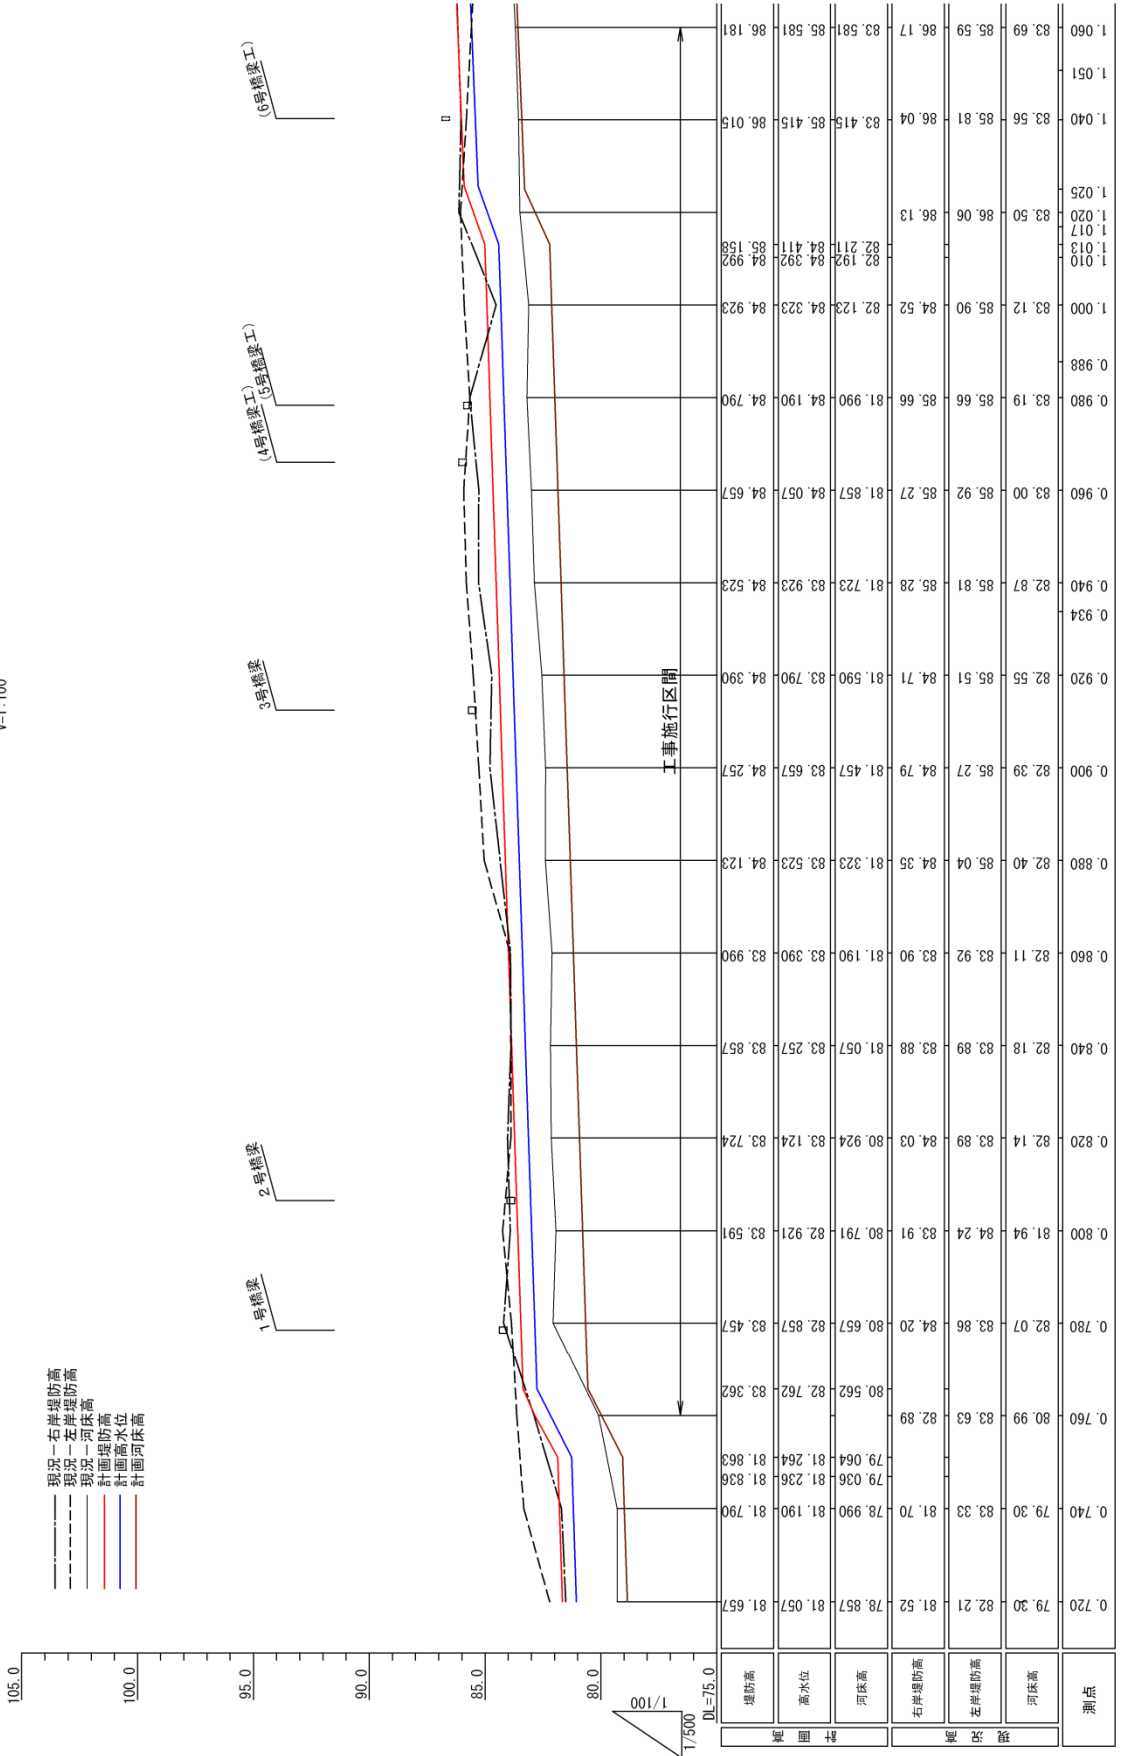 V=1:100
105.0
100.0
95.0
90.0
85.0
80.0
DL=75.0
1/100
1/500
現況－右岸堤防高
現況－左岸堤防高
現況－河床高
計画堤防高
計画高水位
計画河床高
1号橋梁
2号橋梁
3号橋梁
(4号橋梁工)
(5号橋梁工)
(6号橋梁工)
工事施行区間
計画高
堤防高 81.657 81.790 81.836 81.863 83.362 83.457 83.591 83.724 83.857 83.990 84.123 84.257 84.390 84.523 84.657 84.790 84.923 84.992 85.158 86.015 86.181
高水位 81.057 81.190 81.236 81.264 82.762 82.857 82.921 83.124 83.257 83.390 83.523 83.657 83.790 83.923 84.057 84.190 84.323 84.392 84.411 85.415 85.581
河床高 78.857 78.990 79.036 79.064 80.562 80.657 80.791 80.924 81.057 81.190 81.323 81.457 81.590 81.723 81.857 81.990 82.123 82.192 82.211 83.415 83.581
現況高
右岸堤防高 81.52 81.70 82.89 84.20 83.91 84.03 83.88 83.90 84.35 84.79 84.71 85.28 85.27 85.66 84.52 86.13 86.04 86.17
左岸堤防高 82.21 83.33 83.63 83.86 84.24 83.89 83.89 83.92 85.04 85.27 85.51 85.81 85.92 85.66 85.90 86.06 85.81 85.59
河床高 79.30 79.30 80.99 82.07 81.94 82.14 82.18 82.11 82.40 82.39 82.55 82.87 83.00 83.19 83.12 83.50 83.56 83.69
測点 0.720 0.740 0.760 0.780 0.800 0.820 0.840 0.860 0.880 0.900 0.920 0.934 0.940 0.960 0.980 0.988 1.000 1.010 1.013 1.017 1.020 1.025 1.040 1.051 1.060